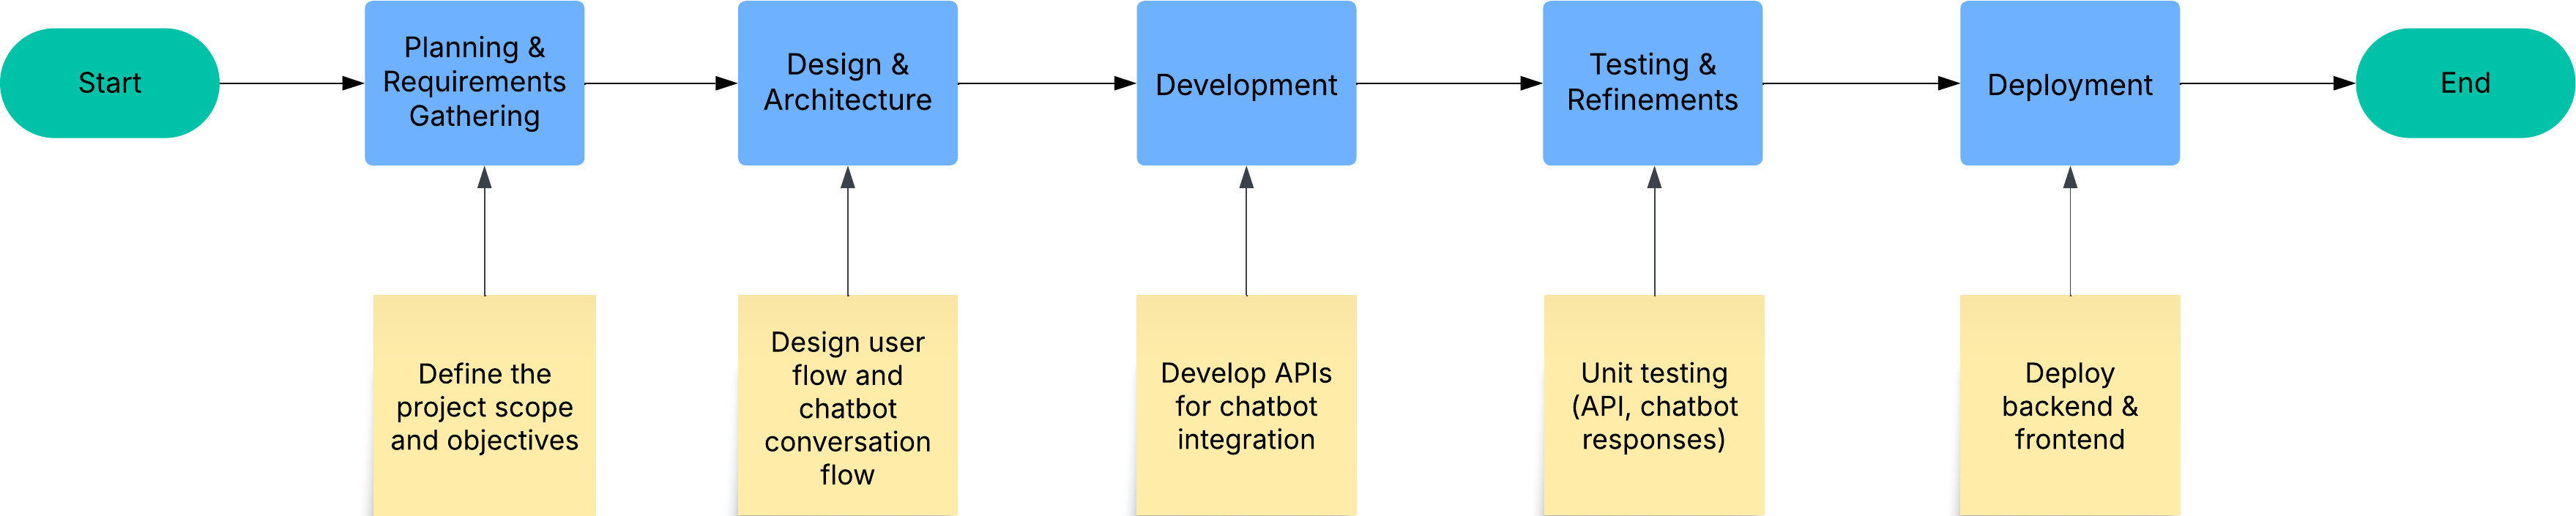 Start
Planning &
Requirements
Gathering
Design &
Architecture
Development
Testing &
Refinements
Deployment
End
Define the
project scope
and objectives
Design user
flow and
chatbot
conversation
flow
Develop APIs
for chatbot
integration
Unit testing
(API, chatbot
responses)
Deploy
backend &
frontend